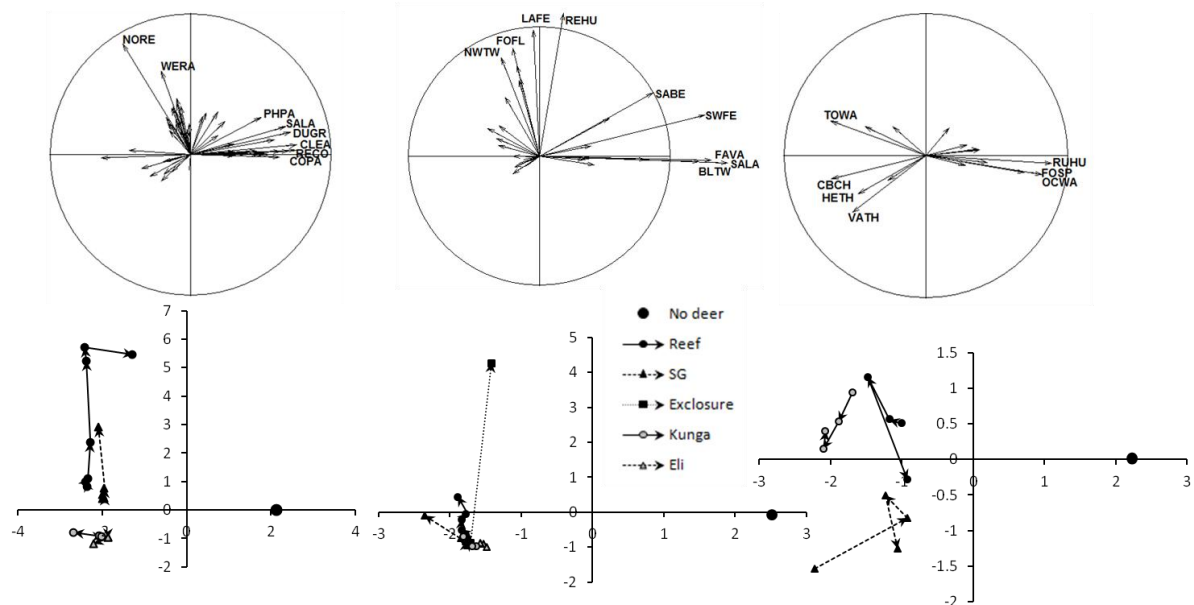 NORE
WERA
PHPA
SALA
DUGR
CLEA
RECO
COPA
LAFE
REHU
FOFL
NWTW
SABE
SWFE
FAVA
SALA
BLTW
TOWA
CBCH
HETH
VATH
RUHU
FOSP
OCWA
No deer
Reef
SG
Exclosure
Kunga
Eli
7
6
5
4
3
2
1
0
-1
-2
-4
-2
0
2
4
5
4
3
2
1
0
-1
-2
-3
-2
-1
0
1
2
3
1.5
1
0.5
0
-0.5
-1
-1.5
-2
-3
-2
-1
0
1
2
3